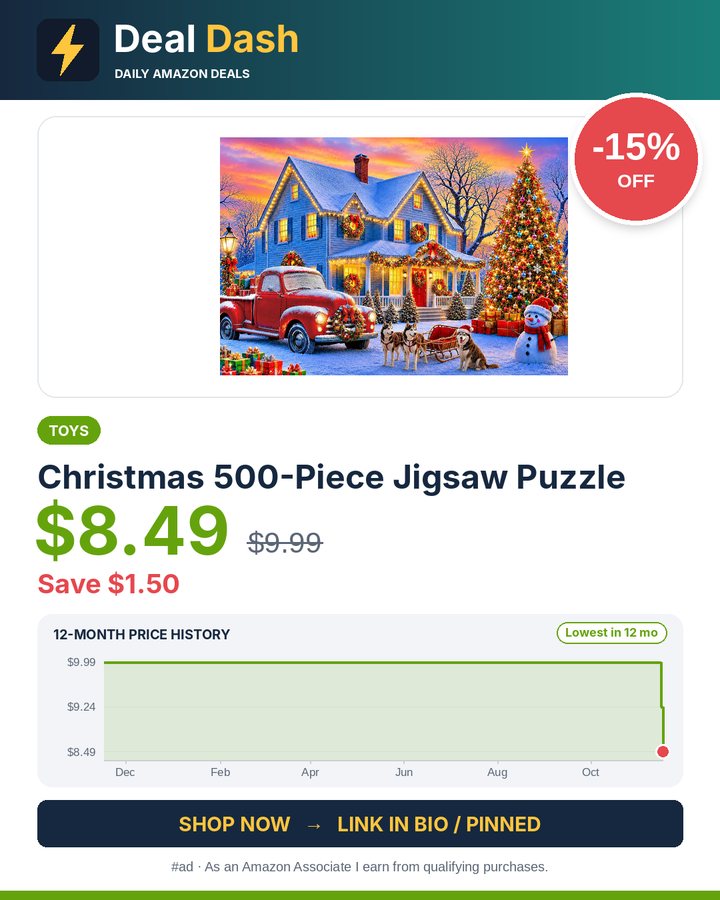 Deal Dash
DAILY AMAZON DEALS
-15%
OFF
TOYS
Christmas 500-Piece Jigsaw Puzzle
$8.49 $9.99
Save $1.50
12-MONTH PRICE HISTORY
Lowest in 12 mo
$9.99
$9.24
$8.49
Dec Feb Apr Jun Aug Oct
SHOP NOW → LINK IN BIO / PINNED
#ad · As an Amazon Associate I earn from qualifying purchases.